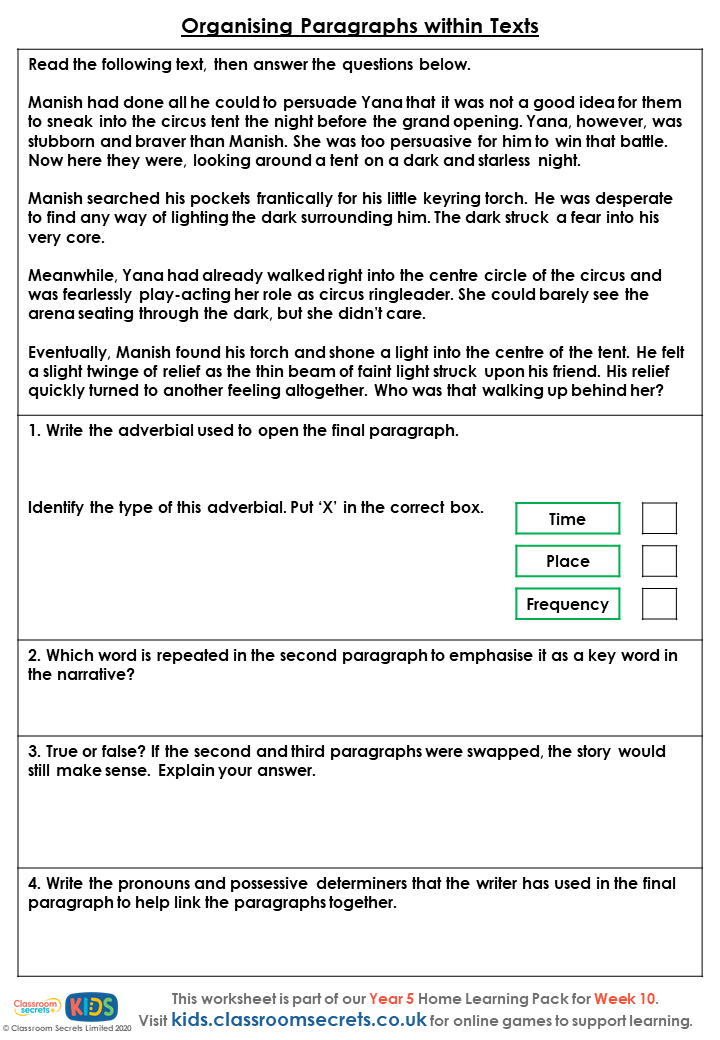 Organising Paragraphs within Texts
Read the following text, then answer the questions below.
Manish had done all he could to persuade Yana that it was not a good idea for them
to sneak into the circus tent the night before the grand opening. Yana, however, was
stubborn and braver than Manish. She was too persuasive for him to win that battle.
Now here they were, looking around a tent on a dark and starless night.
Manish searched his pockets frantically for his little keyring torch. He was desperate
to find any way of lighting the dark surrounding him. The dark struck a fear into his
very core.
Meanwhile, Yana had already walked right into the centre circle of the circus and
was fearlessly play-acting her role as circus ringleader. She could barely see the
arena seating through the dark, but she didn't care.
Eventually, Manish found his torch and shone a light into the centre of the tent. He felt
a slight twinge of relief as the thin beam of faint light struck upon his friend. His relief
quickly turned to another feeling altogether. Who was that walking up behind her?
1. Write the adverbial used to open the final paragraph.
Identify the type of this adverbial. Put ‘X’ in the correct box.
Time
Place
Frequency
2. Which word is repeated in the second paragraph to emphasise it as a key word in
the narrative?
3. True or false? If the second and third paragraphs were swapped, the story would
still make sense. Explain your answer.
4. Write the pronouns and possessive determiners that the writer has used in the final
paragraph to help link the paragraphs together.
Classroom
Secrets
KIDS
© Classroom Secrets Limited 2020
This worksheet is part of our Year 5 Home Learning Pack for Week 10.
Visit kids.classroomsecrets.co.uk for online games to support learning.